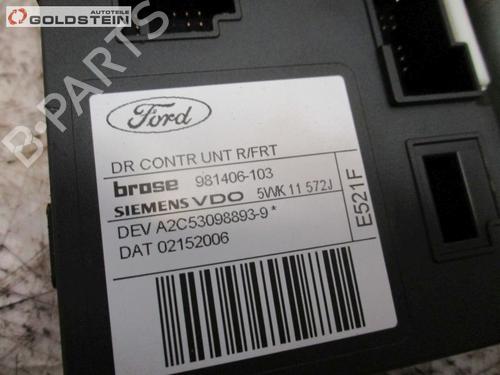 Autoteile
GOLDSTEIN
B-PARTS
Ford
DR CONTR UNT R/FRT
brose 981406-103
SIEMENS VDO 5WK 11 572J
DEV A2C53098893-9*
DAT 02152006
E521F